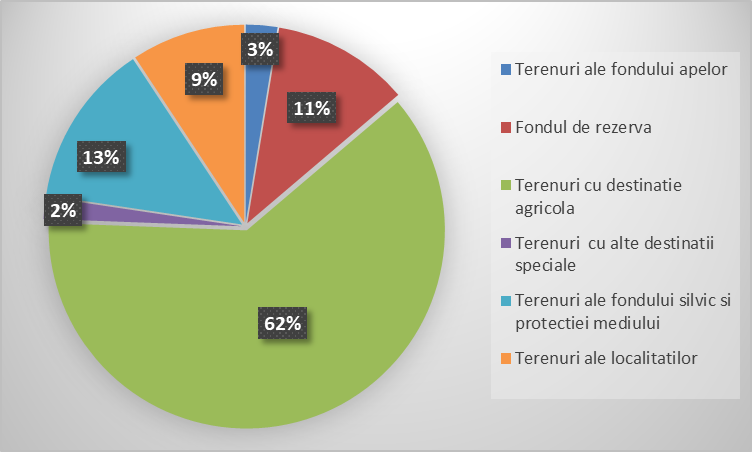 3%
9%
11%
13%
2%
62%
Terenuri ale fondului apelor
Fondul de rezerva
Terenuri cu destinatie
agricola
Terenuri cu alte destinatii
speciale
Terenuri ale fondului silvic si
protectiei mediului
Terenuri ale localitatilor